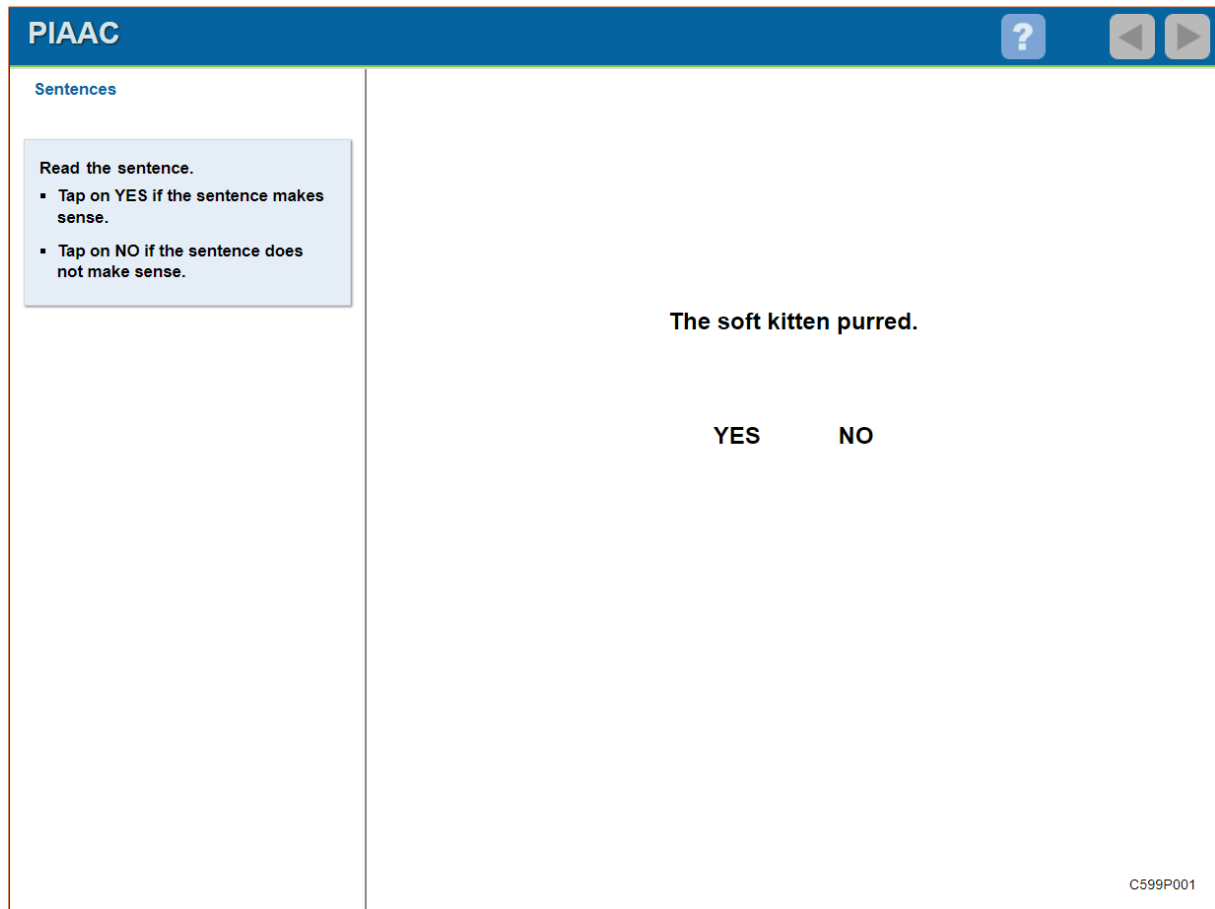 PIAAC
?
Sentences
Read the sentence.
▪ Tap on YES if the sentence makes
sense.
▪ Tap on NO if the sentence does
not make sense.
The soft kitten purred.
YES NO
C599P001